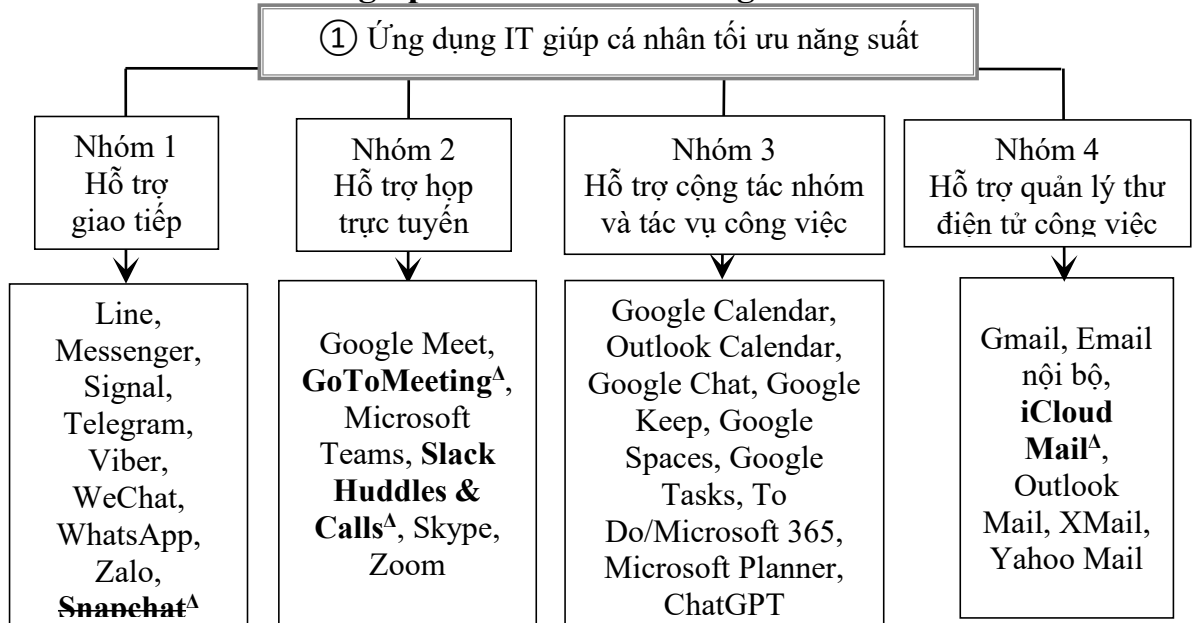 ① Ứng dụng IT giúp cá nhân tối ưu năng suất
Nhóm 1
Hỗ trợ
giao tiếp
Nhóm 2
Hỗ trợ họp
trực tuyến
Nhóm 3
Hỗ trợ cộng tác nhóm
và tác vụ công việc
Nhóm 4
Hỗ trợ quản lý thư
điện tử công việc
Line,
Messenger,
Signal,
Telegram,
Viber,
WeChat,
WhatsApp,
Zalo,
SnapchatΔ
Google Meet,
GoToMeetingΔ,
Microsoft
Teams, Slack
Huddles &
CallsΔ, Skype,
Zoom
Google Calendar,
Outlook Calendar,
Google Chat, Google
Keep, Google
Spaces, Google
Tasks, To
Do/Microsoft 365,
Microsoft Planner,
ChatGPT
Gmail, Email
nội bộ,
iCloud
MailΔ,
Outlook
Mail, XMail,
Yahoo Mail